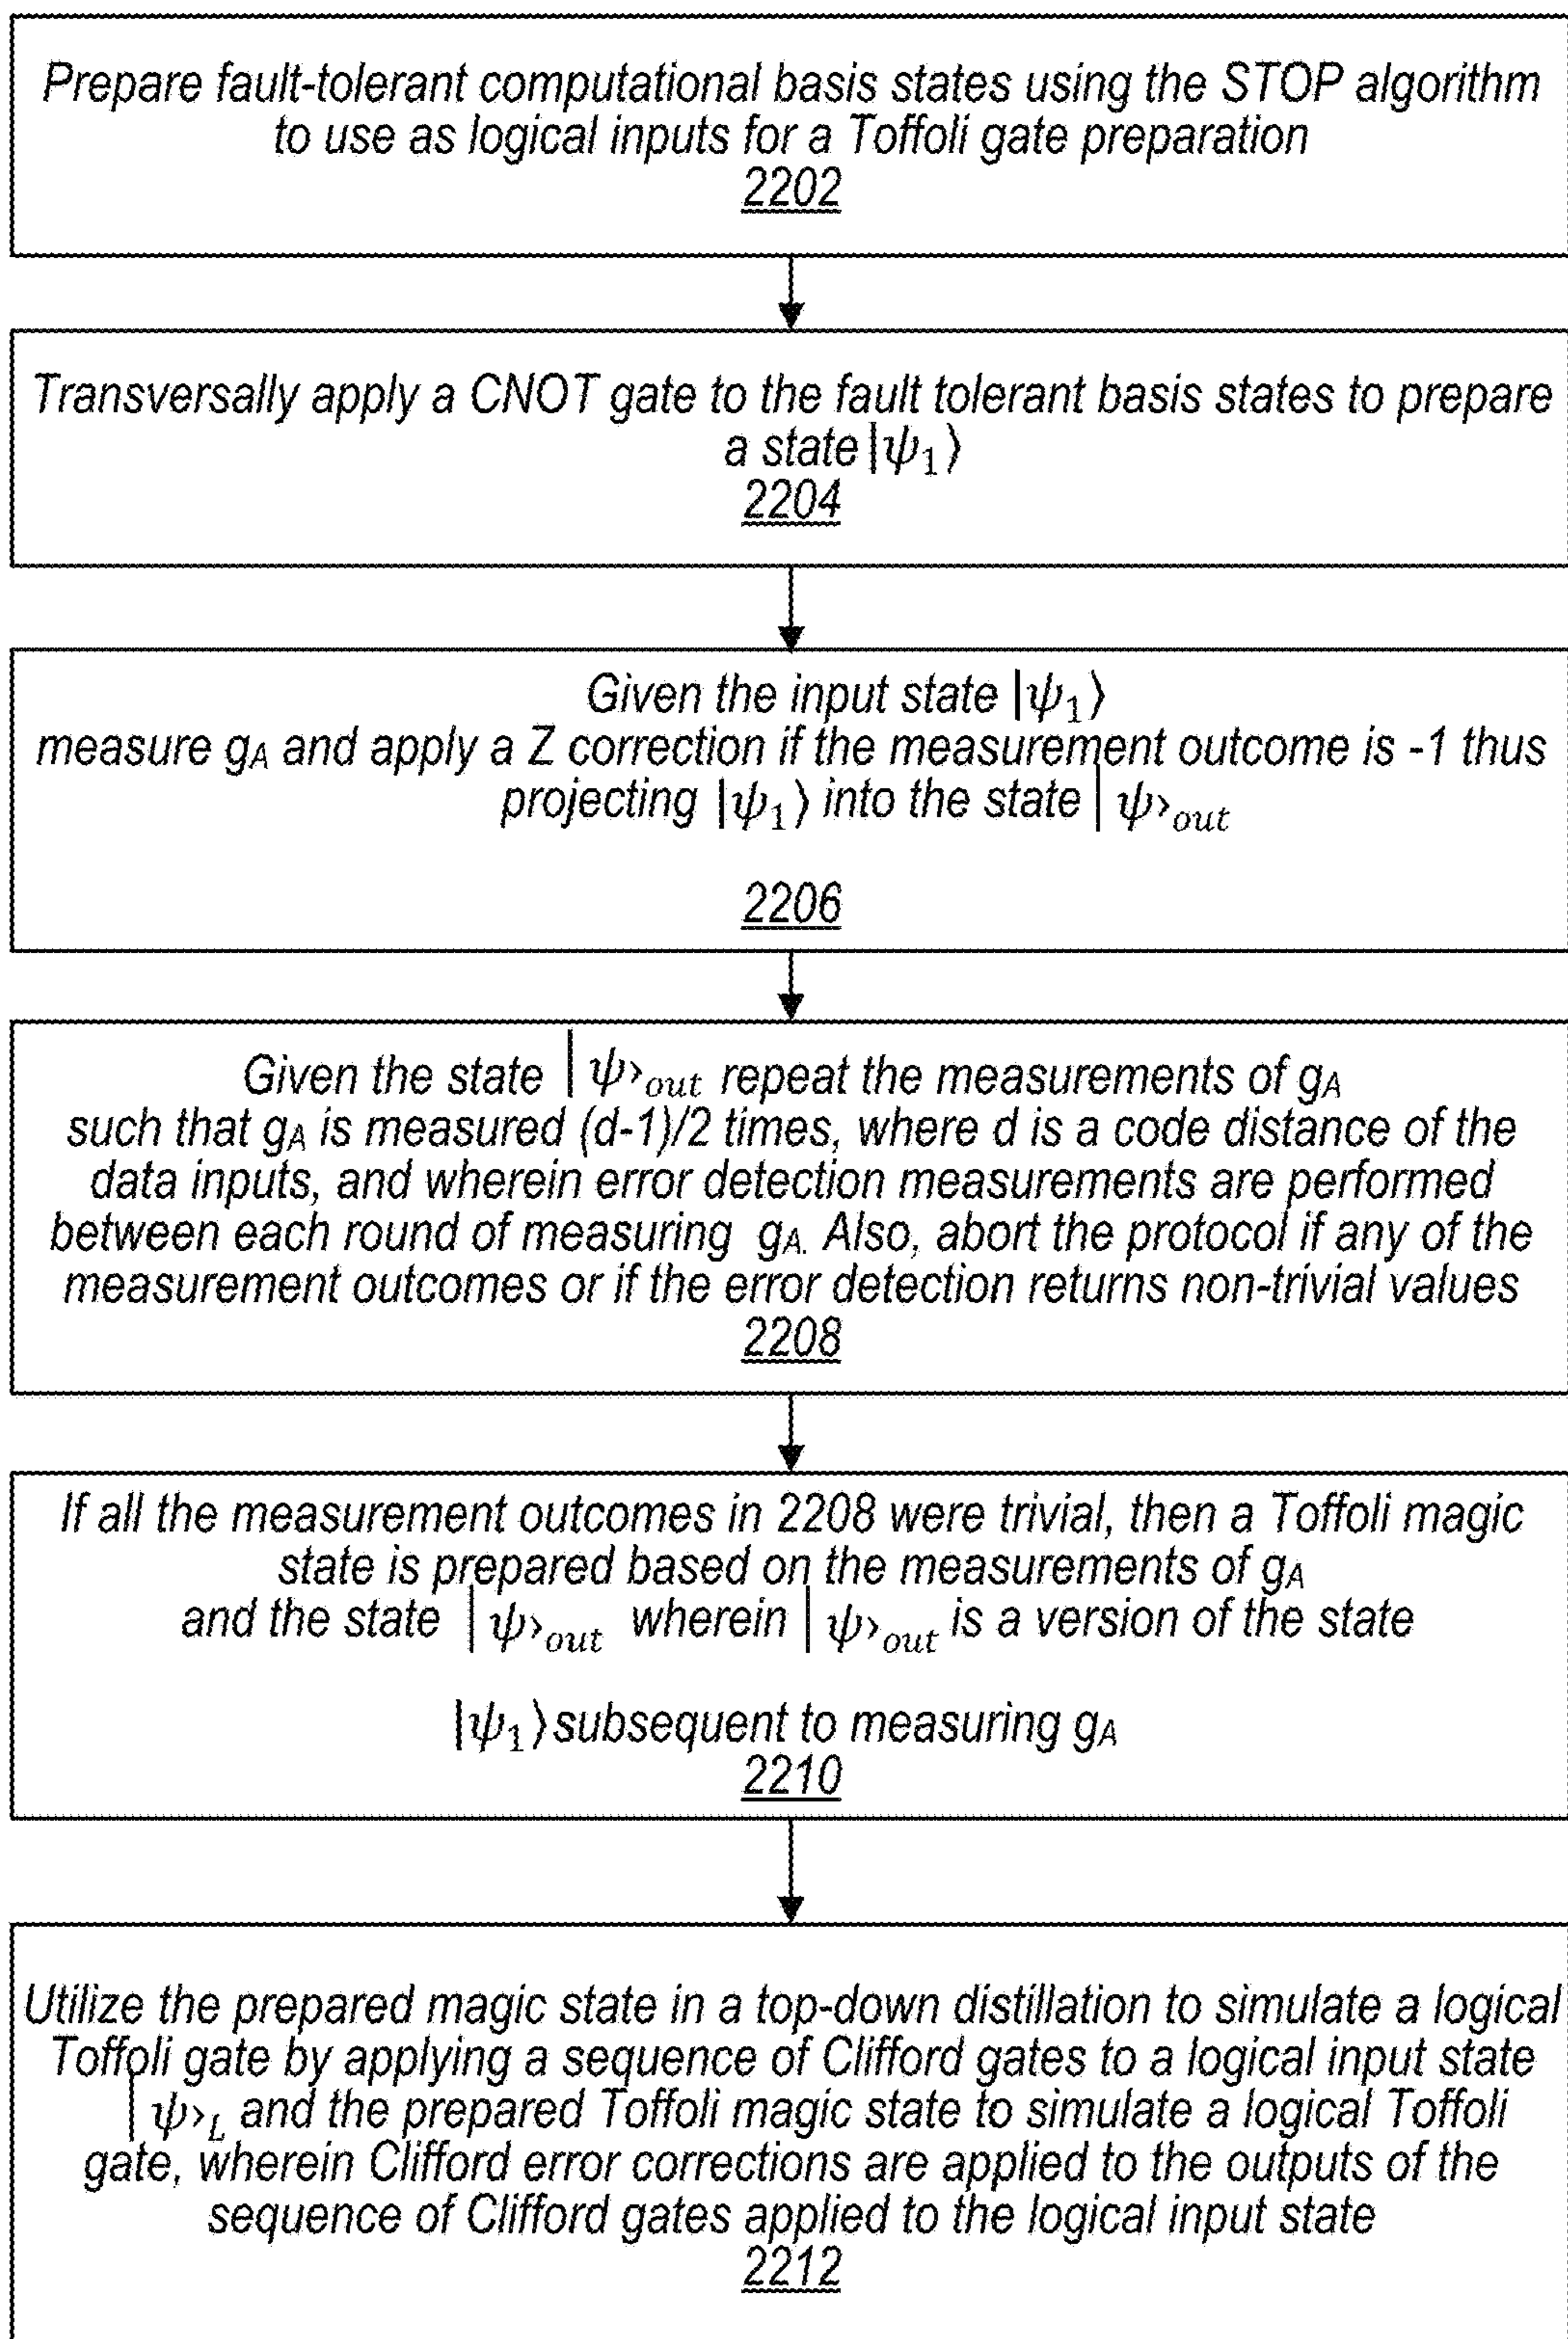 Prepare fault-tolerant computational basis states using the STOP algorithm
to use as logical inputs for a Toffoli gate preparation
2202
Transversally apply a CNOT gate to the fault tolerant basis states to prepare
a state |ψ₁⟩
2204
Given the input state |ψ₁⟩
measure gA and apply a Z correction if the measurement outcome is -1 thus
projecting |ψ₁⟩ into the state |ψ›out
2206
Given the state |ψ›out repeat the measurements of gA
such that gA is measured (d-1)/2 times, where d is a code distance of the
data inputs, and wherein error detection measurements are performed
between each round of measuring gA. Also, abort the protocol if any of the
measurement outcomes or if the error detection returns non-trivial values
2208
If all the measurement outcomes in 2208 were trivial, then a Toffoli magic
state is prepared based on the measurements of gA
and the state |ψ›out wherein |ψ›out is a version of the state
|ψ₁⟩ subsequent to measuring gA
2210
Utilize the prepared magic state in a top-down distillation to simulate a logical
Toffoli gate by applying a sequence of Clifford gates to a logical input state
|ψ›L and the prepared Toffoli magic state to simulate a logical Toffoli
gate, wherein Clifford error corrections are applied to the outputs of the
sequence of Clifford gates applied to the logical input state
2212